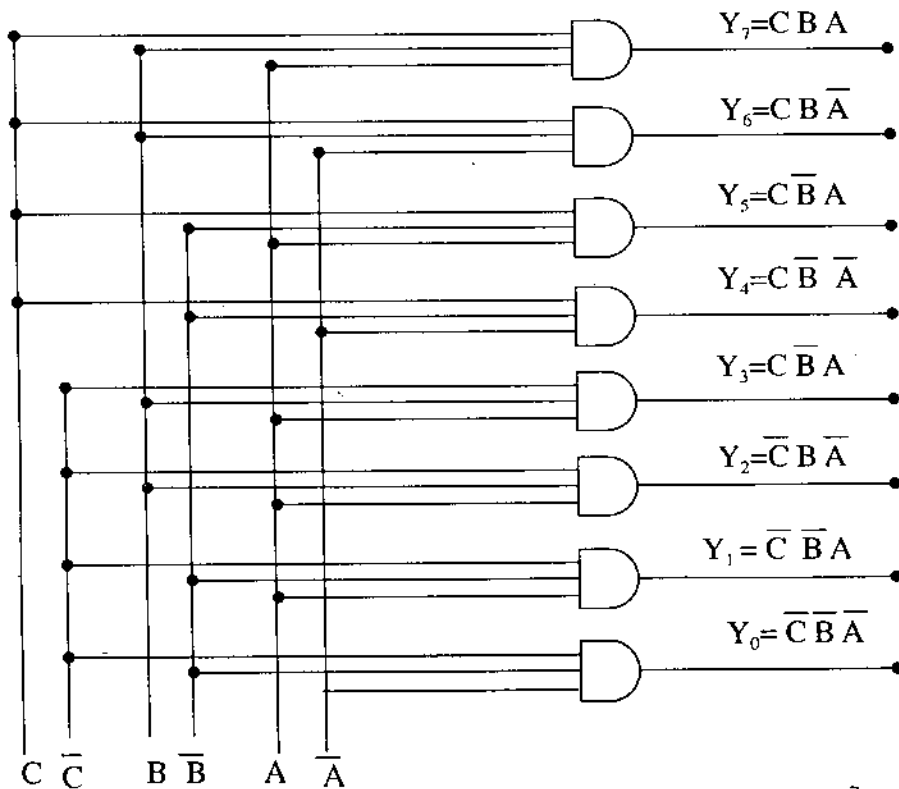 Y₇=C B A
Y₆=C B A̅
Y₅=C B̅ A
Y₄=C B̅ A̅
Y₃=C B̅ A
Y₂=C̅ B A̅
Y₁ = C̅ B̅ A
Y₀= C̅ B̅ A̅
C C̅ B B̅ A A̅